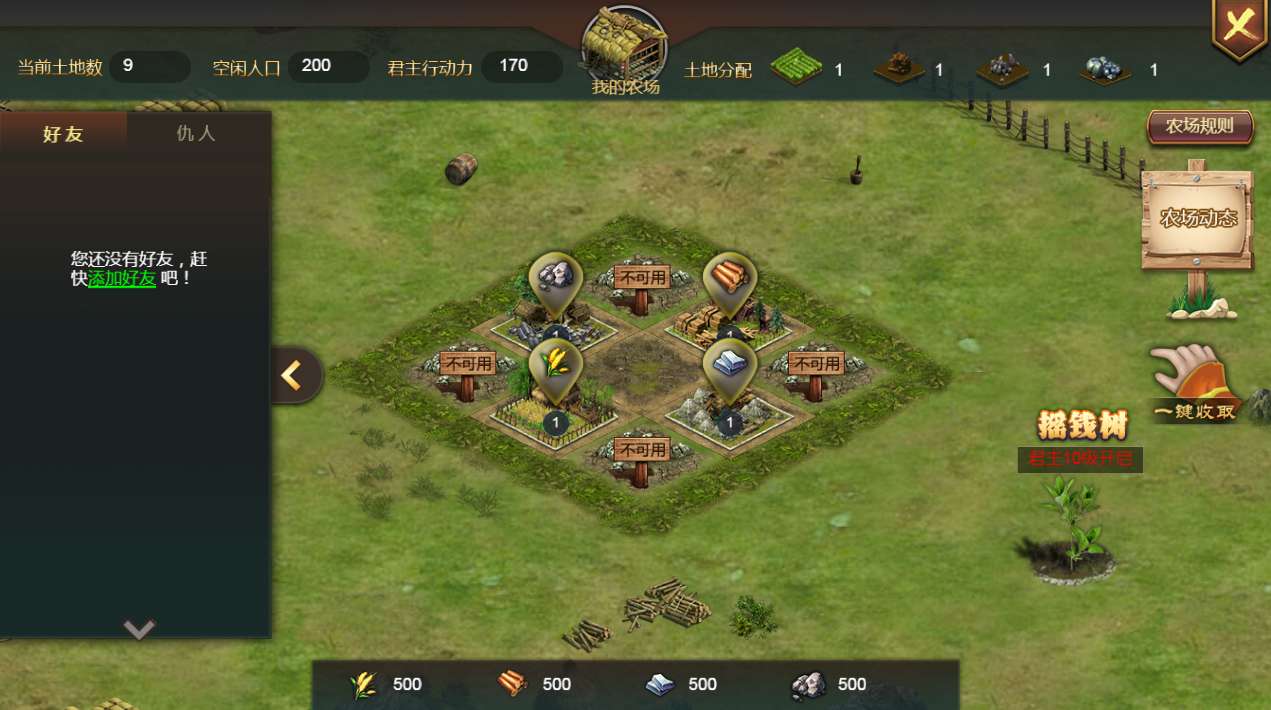 当前土地数 9 空闲人口 200 君主行动力 170 土地分配 1 1 1 1
我的农场
好友 仇人
农场规则
农场动态
您还没有好友，赶
快添加好友 吧！
不可用
1 1
不可用 不可用
1 1
一键收取
摇钱树
君主10级开启
不可用
500 500 500 500